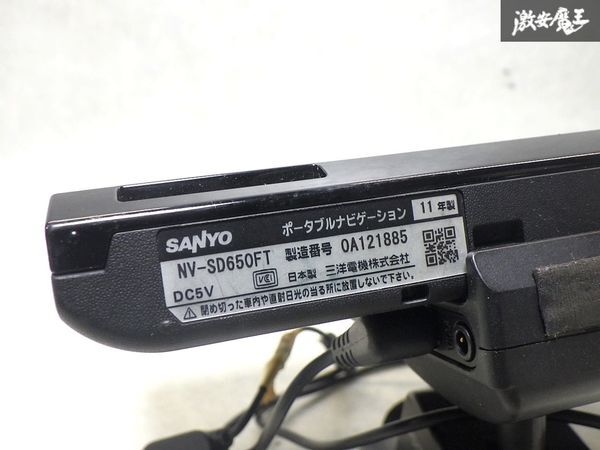 激安魔王
SANYO ポータブルナビゲーション 11年製
NV-SD650FT 製造番号 0A121885
DC5V VCI 日本製 三洋電機株式会社
⚠閉め切った車内や直射日光の当る所に放置しないで下さい。